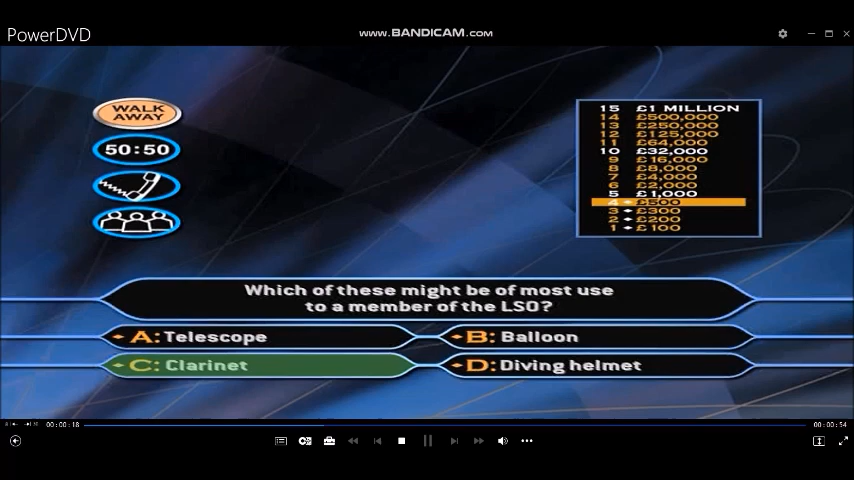 PowerDVD
www.BANDICAM.com
WALK
AWAY
50:50
15 £1 MILLION
14 £500,000
13 £250,000
12 £125,000
11 £64,000
10 £32,000
9 £16,000
8 £8,000
7 £4,000
6 £2,000
5 £1,000
4 £500
3 £300
2 £200
1 £100
Which of these might be of most use
to a member of the LSO?
A: Telescope
B: Balloon
C: Clarinet
D: Diving helmet
00:00:18
00:00:54